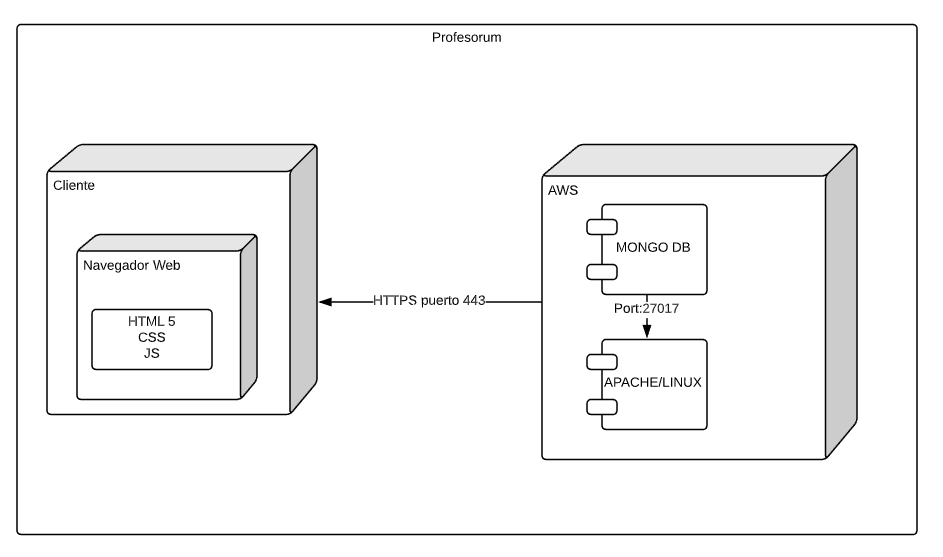 Profesorum
Cliente
Navegador Web
HTML 5
CSS
JS
HTTPS puerto 443
AWS
MONGO DB
Port:27017
APACHE/LINUX